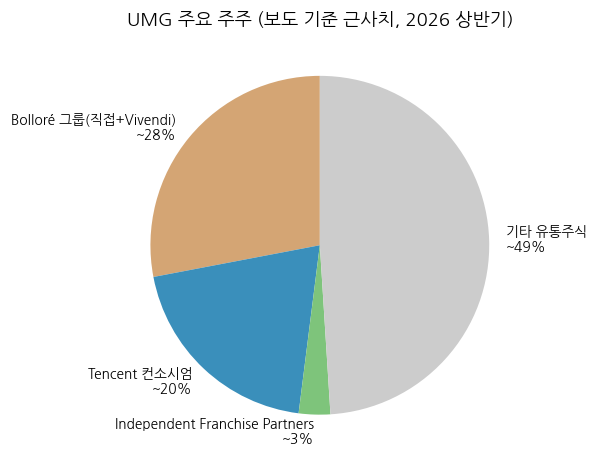 UMG 주요 주주 (보도 기준 근사치, 2026 상반기)
Bolloré 그룹(직접+Vivendi)
~28%
기타 유통주식
~49%
Tencent 컨소시엄
~20%
Independent Franchise Partners
~3%